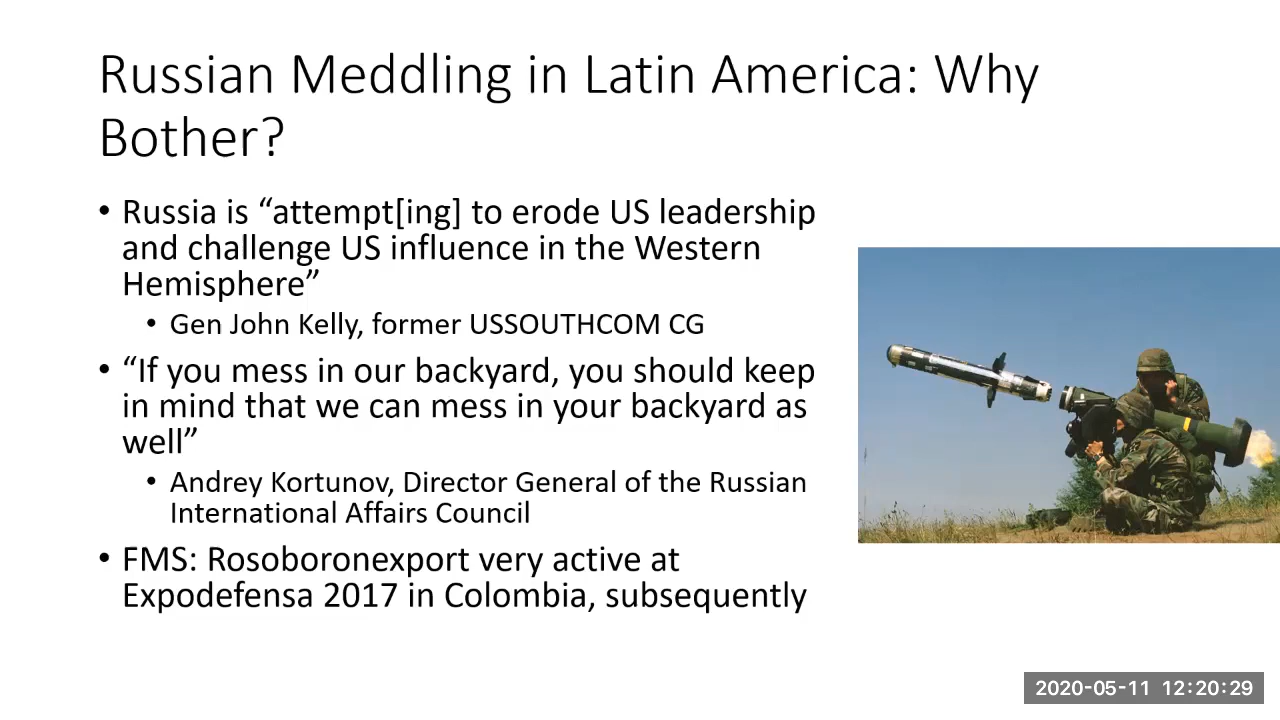 Russian Meddling in Latin America: Why
Bother?
• Russia is “attempt[ing] to erode US leadership
and challenge US influence in the Western
Hemisphere”
• Gen John Kelly, former USSOUTHCOM CG
• “If you mess in our backyard, you should keep
in mind that we can mess in your backyard as
well”
• Andrey Kortunov, Director General of the Russian
International Affairs Council
• FMS: Rosoboronexport very active at
Expodefensa 2017 in Colombia, subsequently
2020-05-11 12:20:29